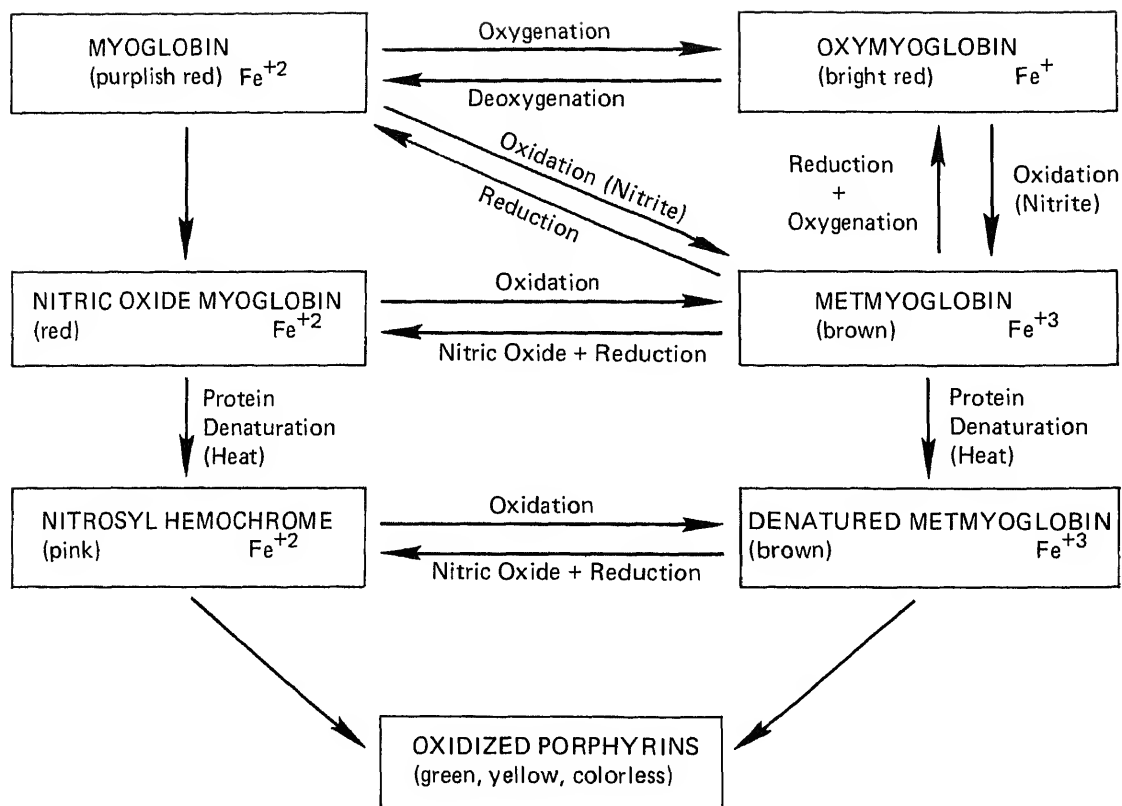 MYOGLOBIN
(purplish red) Fe+2
Oxygenation
Deoxygenation
OXYMYOGLOBIN
(bright red) Fe+
Oxidation (Nitrite)
Reduction
Reduction
+
Oxygenation
Oxidation
(Nitrite)
NITRIC OXIDE MYOGLOBIN
(red) Fe+2
Oxidation
Nitric Oxide + Reduction
METMYOGLOBIN
(brown) Fe+3
Protein
Denaturation
(Heat)
Protein
Denaturation
(Heat)
NITROSYL HEMOCHROME
(pink) Fe+2
Oxidation
Nitric Oxide + Reduction
DENATURED METMYOGLOBIN
(brown) Fe+3
OXIDIZED PORPHYRINS
(green, yellow, colorless)